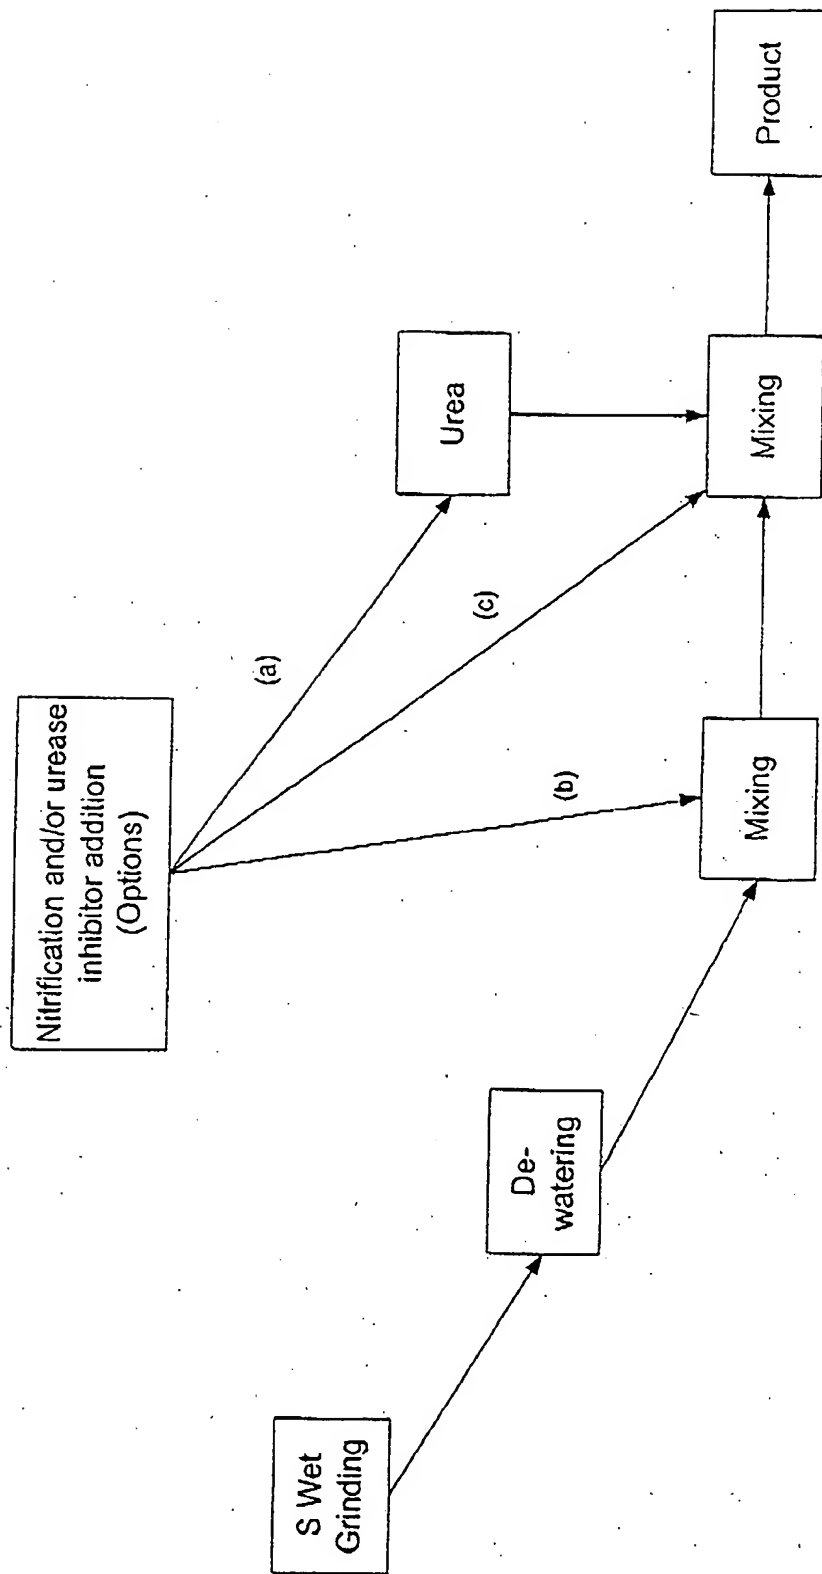 Nitrification and/or urease
inhibitor addition
(Options)
(a)
(c)
(b)
Urea
S Wet
Grinding
De-
watering
Mixing
Mixing
Product